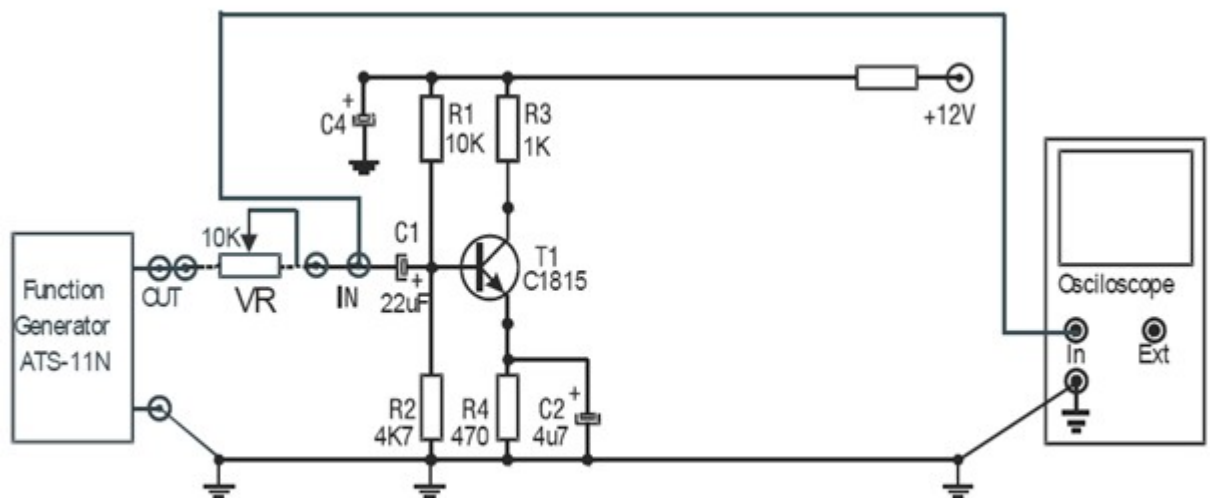 +
C4
R1
10K
R3
1K
+12V
10K
C1
T1
C1815
Function
Generator
ATS-11N
OUT
VR
IN
+
22uF
Osciloscope
In
Ext
R2
4K7
R4
470
C2
4u7
+